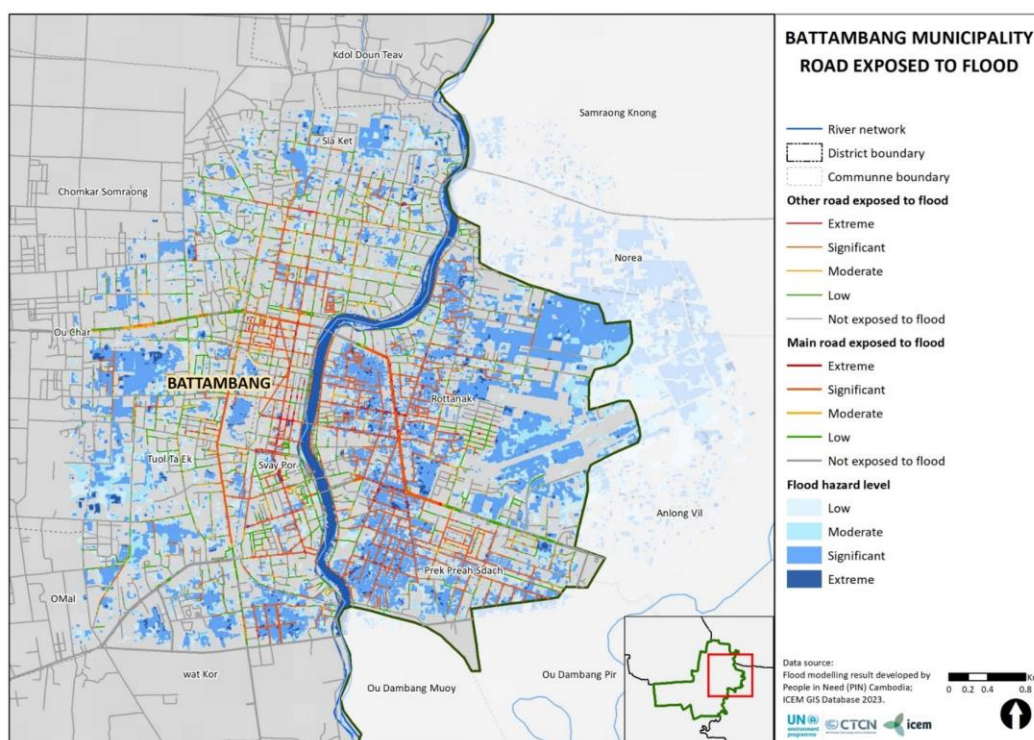 BATTAMBANG MUNICIPALITY
ROAD EXPOSED TO FLOOD
River network
District boundary
Communne boundary
Other road exposed to flood
Extreme
Significant
Moderate
Low
Not exposed to flood
Main road exposed to flood
Extreme
Significant
Moderate
Low
Not exposed to flood
Flood hazard level
Low
Moderate
Significant
Extreme
Kdol Doun Teav
Samraong Knong
Sla Ket
Chomkar Somraong
Norea
Ou Char
BATTAMBANG
Rottanak
Tuol Ta Ek
Svay Por
Anlong Vil
Prek Preah Sdach
OMal
wat Kor
Ou Dambang Muoy
Ou Dambang Pir
Data source:
Flood modelling result developed by
People in Need (PIN) Cambodia;
ICEM GIS Database 2023.
0 0.2 0.4 0.8
UN
environment
programme
CTCN
icem